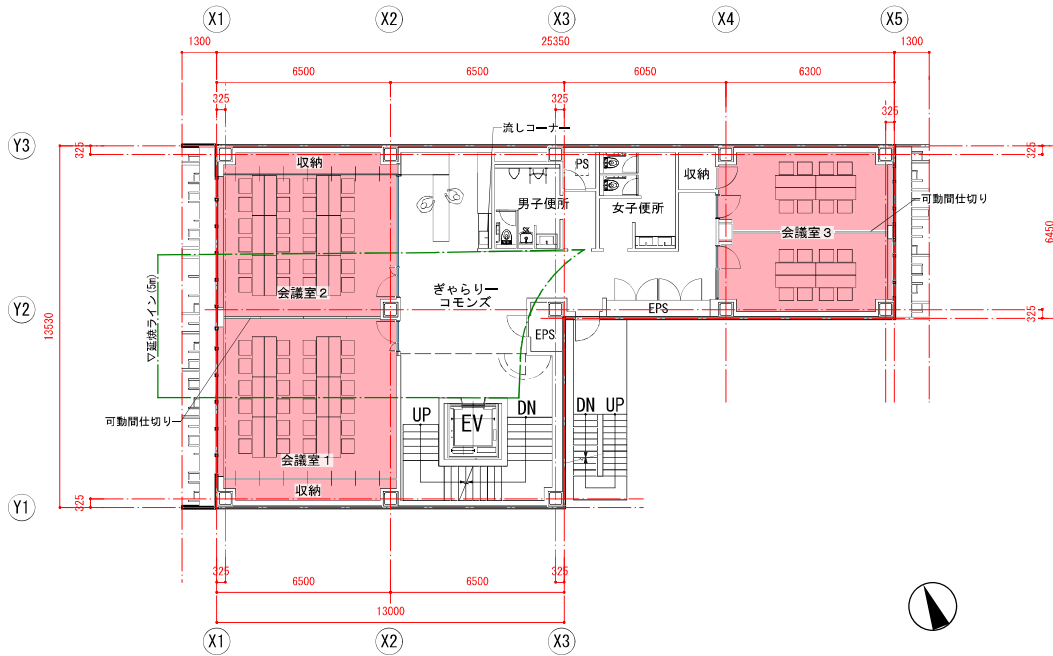 X1
X2
X3
X4
X5
1300
25350
1300
6500
6500
6050
6300
325
325
325
流しコーナー
Y3
325
325
収納
PS
収納
可動間仕切り
男子便所
女子便所
会議室3
6450
▽延焼ライン(5m)
会議室2
ぎゃらりー
コモンズ
Y2
13530
EPS
EPS
325
可動間仕切り
UP
EV
DN
DN
UP
会議室1
収納
Y1
325
325
325
6500
6500
13000
X1
X2
X3